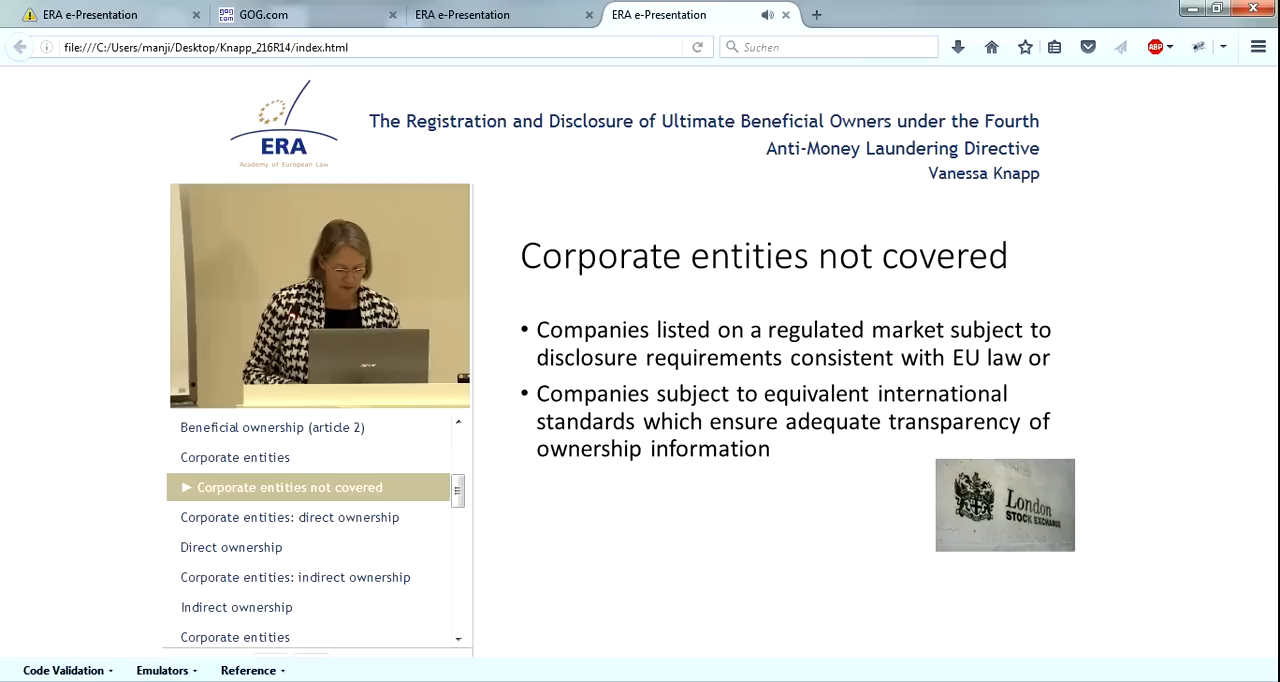 ERA e-Presentation
GOG.com
ERA e-Presentation
ERA e-Presentation
file:///C:/Users/manji/Desktop/Knapp_216R14/index.html
Suchen
ABP
ERA
Academy of European Law
The Registration and Disclosure of Ultimate Beneficial Owners under the Fourth
Anti-Money Laundering Directive
Vanessa Knapp
acer
Beneficial ownership (article 2)
Corporate entities
► Corporate entities not covered
Corporate entities: direct ownership
Direct ownership
Corporate entities: indirect ownership
Indirect ownership
Corporate entities
Corporate entities not covered
• Companies listed on a regulated market subject to
disclosure requirements consistent with EU law or
• Companies subject to equivalent international
standards which ensure adequate transparency of
ownership information
London
STOCK EXCHANGE
Code Validation
Emulators
Reference